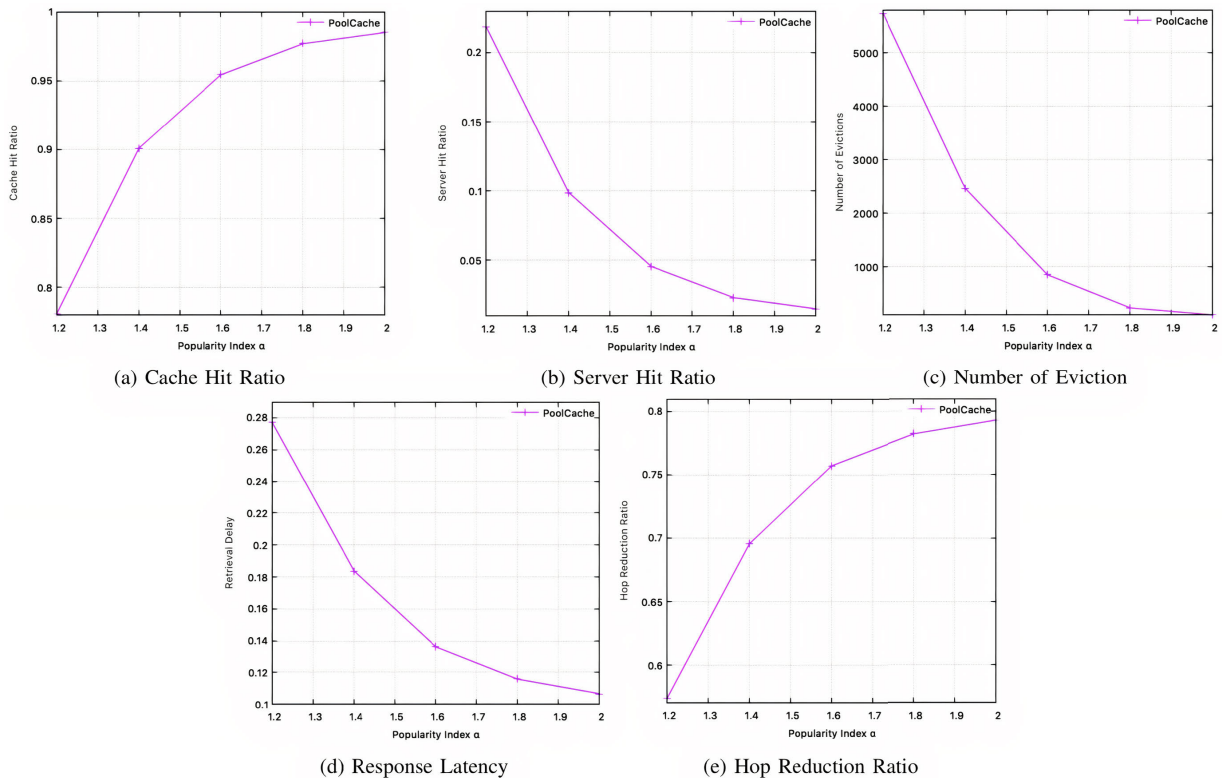 PoolCache
1
0.95
0.9
0.85
0.8
Cache Hit Ratio
1.2 1.3 1.4 1.5 1.6 1.7 1.8 1.9 2
Popularity Index α
(a) Cache Hit Ratio
PoolCache
0.2
0.15
0.1
0.05
Server Hit Ratio
1.2 1.3 1.4 1.5 1.6 1.7 1.8 1.9 2
Popularity Index α
(b) Server Hit Ratio
PoolCache
5000
4000
3000
2000
1000
Number of Evictions
1.2 1.3 1.4 1.5 1.6 1.7 1.8 1.9 2
Popularity Index α
(c) Number of Eviction
PoolCache
0.28
0.26
0.24
0.22
0.2
0.18
0.16
0.14
0.12
0.1
Retrieval Delay
1.2 1.3 1.4 1.5 1.6 1.7 1.8 1.9 2
Popularity Index α
(d) Response Latency
PoolCache
0.8
0.75
0.7
0.65
0.6
Hop Reduction Ratio
1.2 1.3 1.4 1.5 1.6 1.7 1.8 1.9 2
Popularity Index α
(e) Hop Reduction Ratio